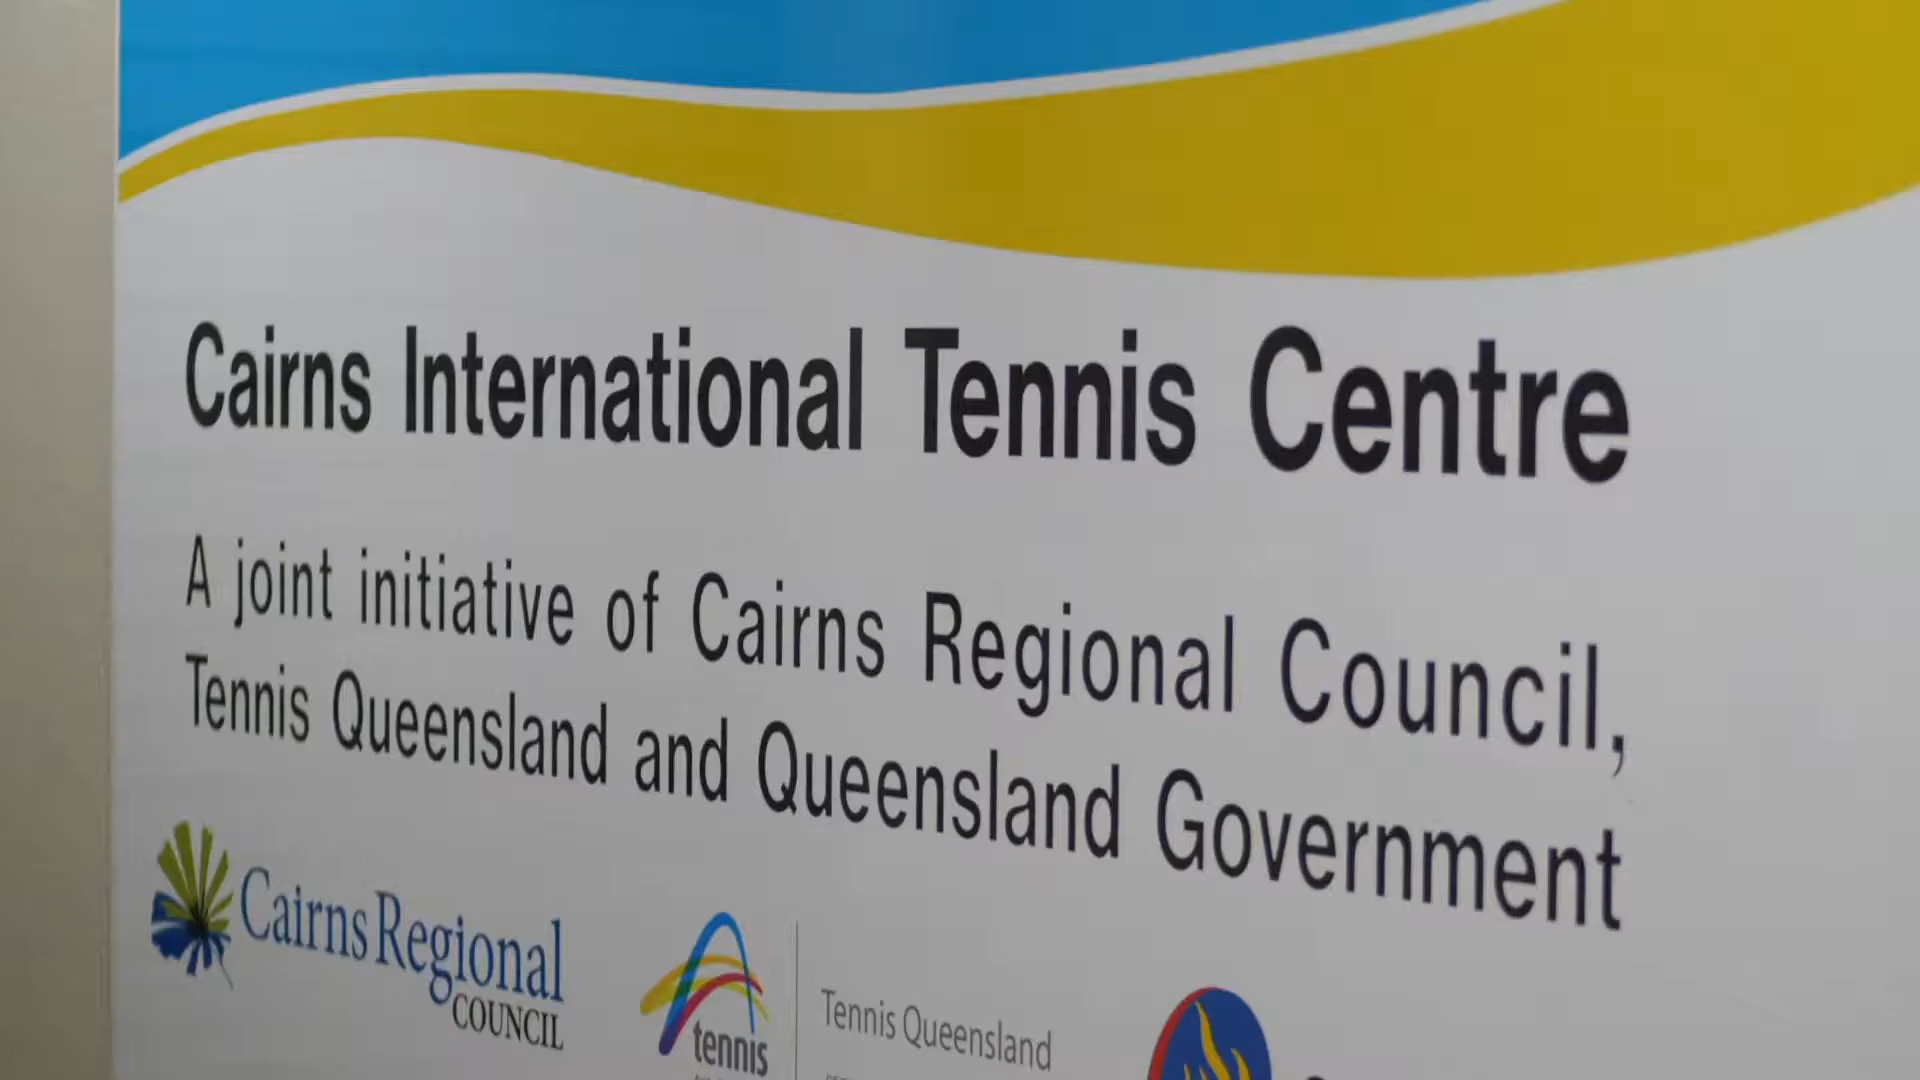 Cairns International Tennis Centre
A joint initiative of Cairns Regional Council,
Tennis Queensland and Queensland Government
Cairns Regional
COUNCIL
tennis
Tennis Queensland